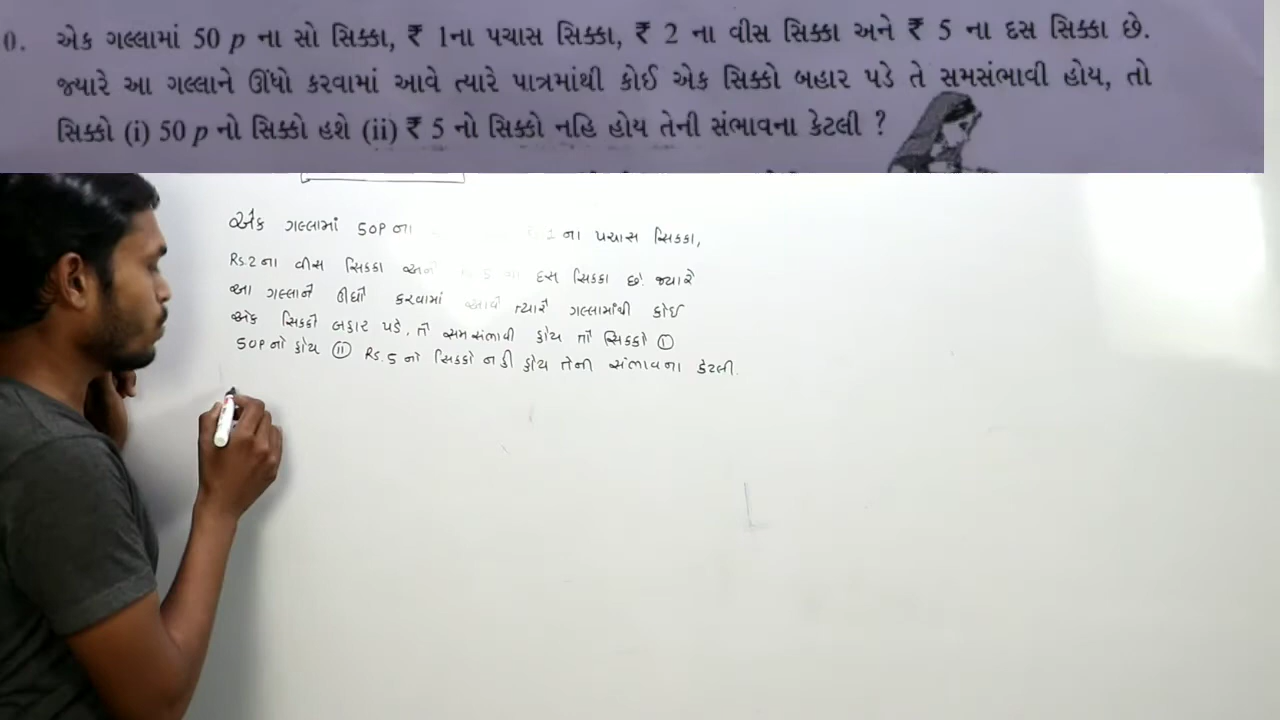 0. એક ગલ્લામાં 50 p ના સો સિક્કા, ₹ 1ના પચાસ સિક્કા, ₹ 2 ના વીસ સિક્કા અને ₹ 5 ના દસ સિક્કા છે.
જ્યારે આ ગલ્લાને ઊંધો કરવામાં આવે ત્યારે પાત્રમાંથી કોઈ એક સિક્કો બહાર પડે તે સમસંભાવી હોય, તો
સિક્કો (i) 50 p નો સિક્કો હશે (ii) ₹ 5 નો સિક્કો નહિ હોય તેની સંભાવના કેટલી ?
એક ગલ્લામાં 50P ના 1 ના પચાસ સિક્કા,
Rs.2 ના વીસ સિક્કા અને 5 ના દસ સિક્કા છે. જ્યારે
આ ગલ્લાને ઊંધો કરવામાં આવે ત્યારે ગલ્લામાંથી કોઈ
એક સિક્કો બહાર પડે. તે સમસંભાવી હોય તો સિક્કો ⓘ
50P નો હોય ⓘⓘ Rs.5 નો સિક્કો નહી હોય તેની સંભાવના કેટલી.